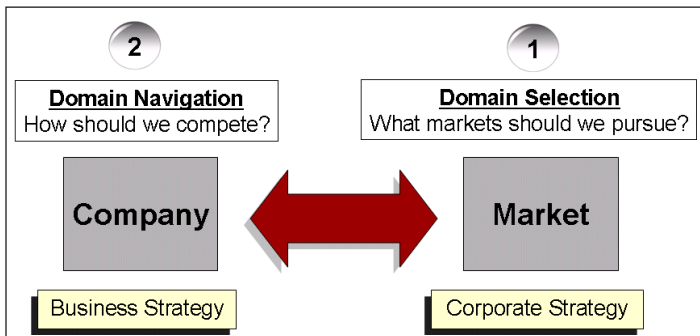 2
Domain Navigation
How should we compete?
Company
Business Strategy
1
Domain Selection
What markets should we pursue?
Market
Corporate Strategy